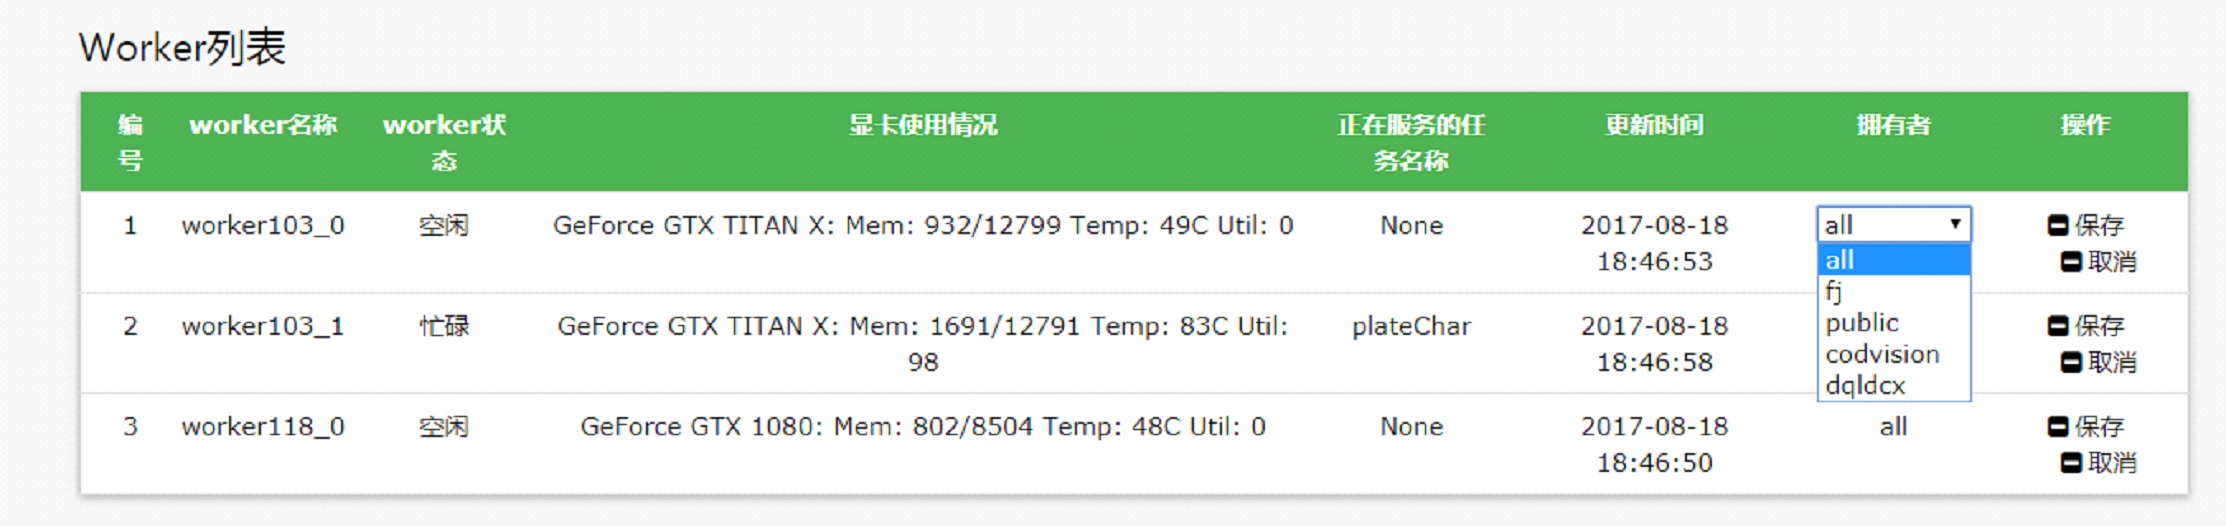 Worker列表
编号 worker名称 worker状态 显卡使用情况 正在服务的任务名称 更新时间 拥有者 操作
1 worker103_0 空闲 GeForce GTX TITAN X: Mem: 932/12799 Temp: 49C Util: 0 None 2017-08-18 18:46:53 all 保存 取消
all
fj
public
codvision
dqldcx
2 worker103_1 忙碌 GeForce GTX TITAN X: Mem: 1691/12791 Temp: 83C Util: 98 plateChar 2017-08-18 18:46:58 保存 取消
3 worker118_0 空闲 GeForce GTX 1080: Mem: 802/8504 Temp: 48C Util: 0 None 2017-08-18 18:46:50 all 保存 取消